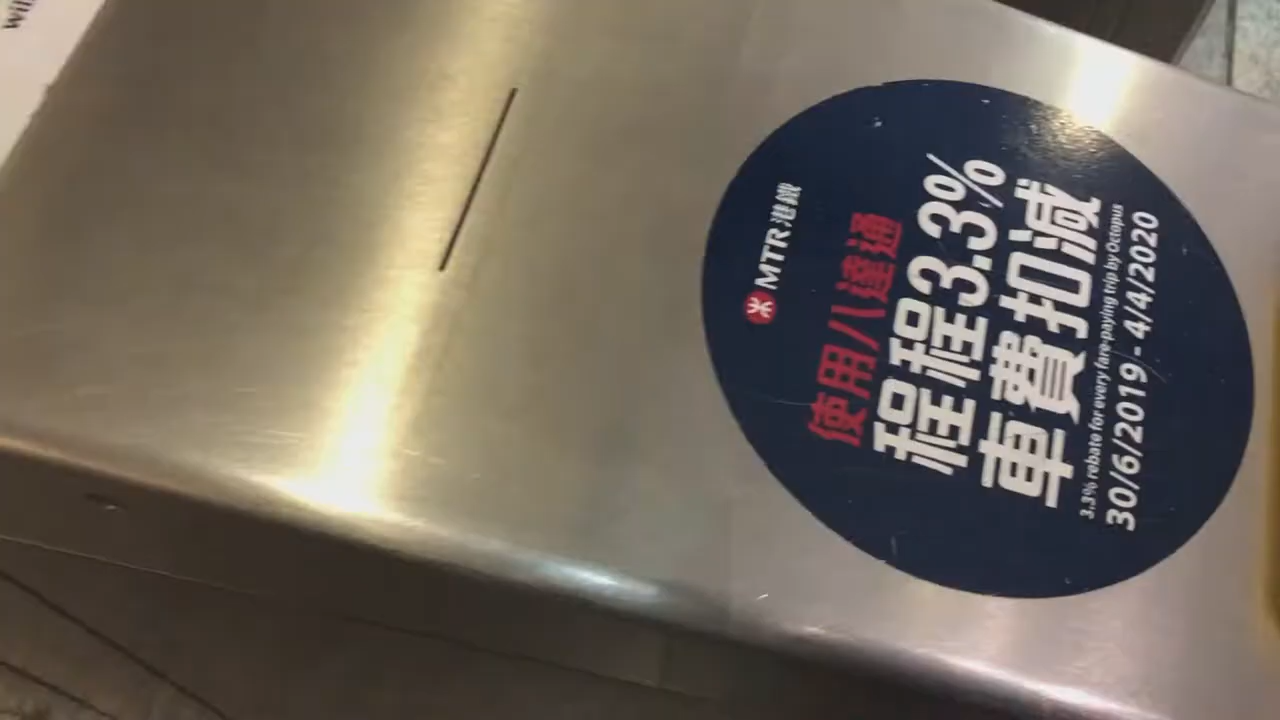 MTR港鐵
使用八達通
程程3.3%
車費扣減
3.3% rebate for every fare-paying trip by Octopus
30/6/2019 - 4/4/2020